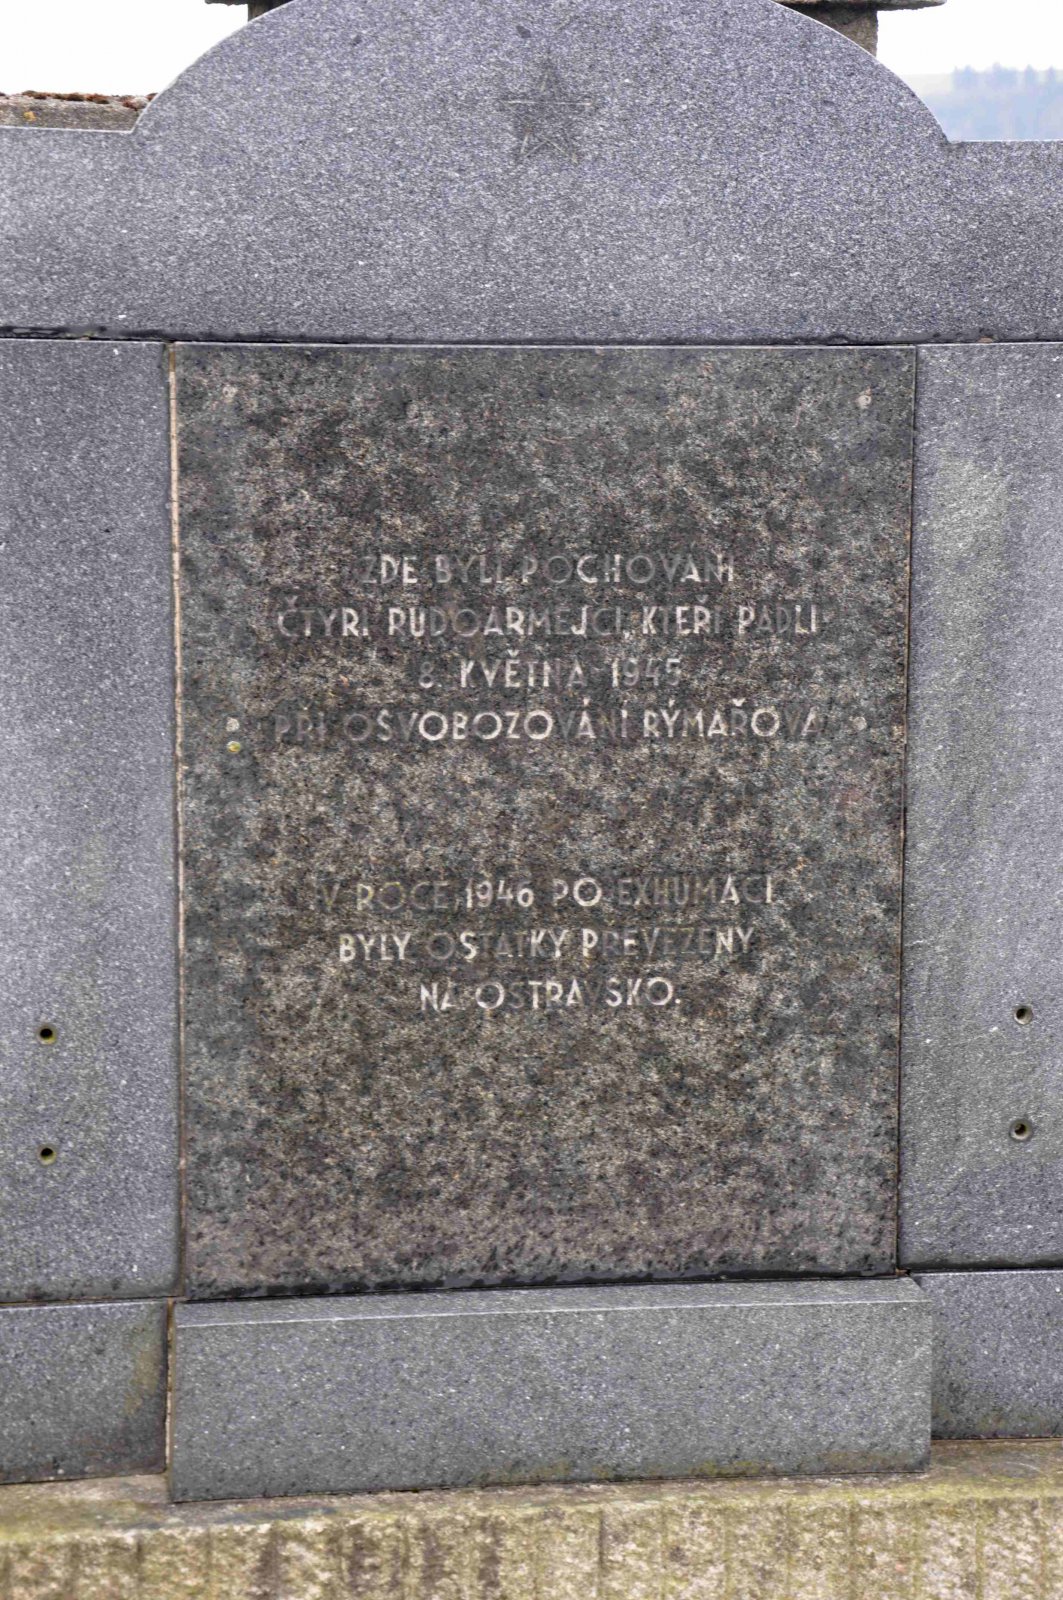 ZDE BYLI POCHOVÁNI
ČTYŘI RUDOARMEJCI, KTEŘÍ PADLI
8. KVĚTNA 1945
PŘI OSVOBOZOVÁNÍ RÝMAŘOVA
V ROCE 1946 PO EXHUMACI
BYLY OSTATKY PŘEVEZENY
NA OSTRAVSKO.